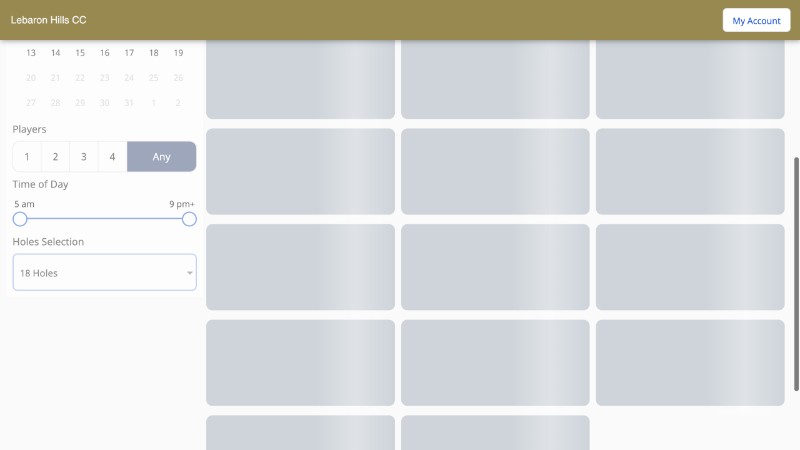 Lebaron Hills CC
My Account
13 14 15 16 17 18 19
20 21 22 23 24 25 26
27 28 29 30 31 1 2
Players
1 2 3 4 Any
Time of Day
5 am 9 pm+
Holes Selection
18 Holes